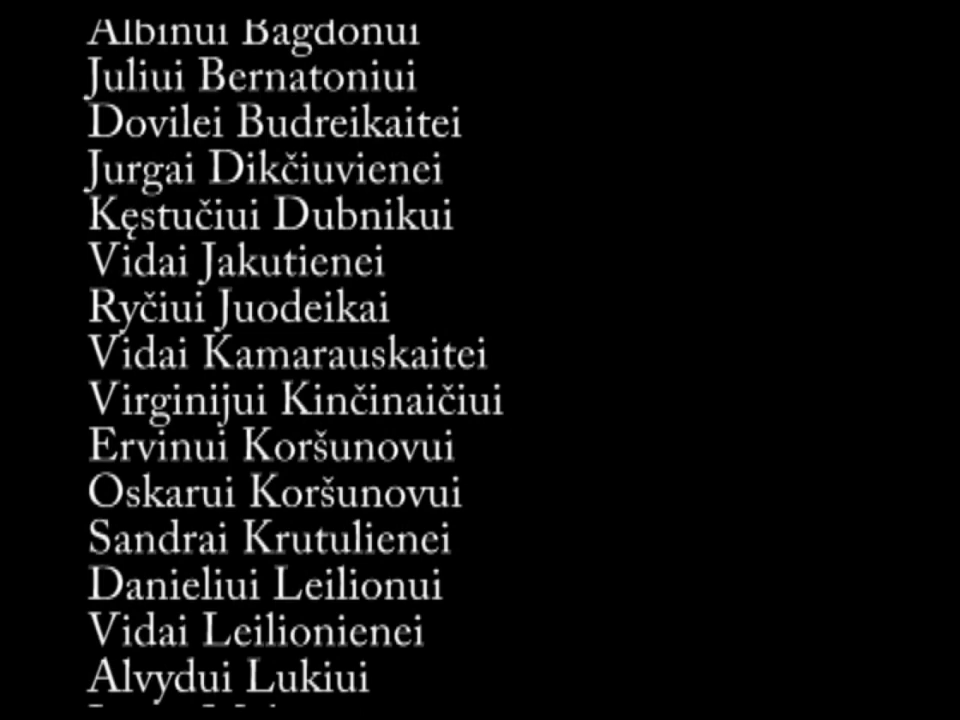 Albinui Bagdonui
Juliui Bernatoniui
Dovilei Budreikaitei
Jurgai Dikčiuvienei
Kęstučiui Dubnikui
Vidai Jakutienei
Ryčiui Juodeikai
Vidai Kamarauskaitei
Virginijui Kinčinaičiui
Ervinui Koršunovui
Oskarui Koršunovui
Sandrai Krutulienei
Danieliui Leilionui
Vidai Leilionienei
Alvydui Lukiui